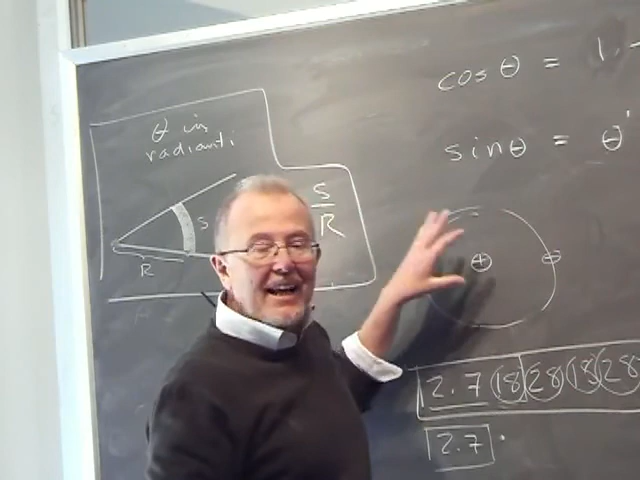 θ in
radianti
S
S
R
R
cos θ = 1 -
sin θ = θ
+
-
2.7 18 28 18 28
2.7